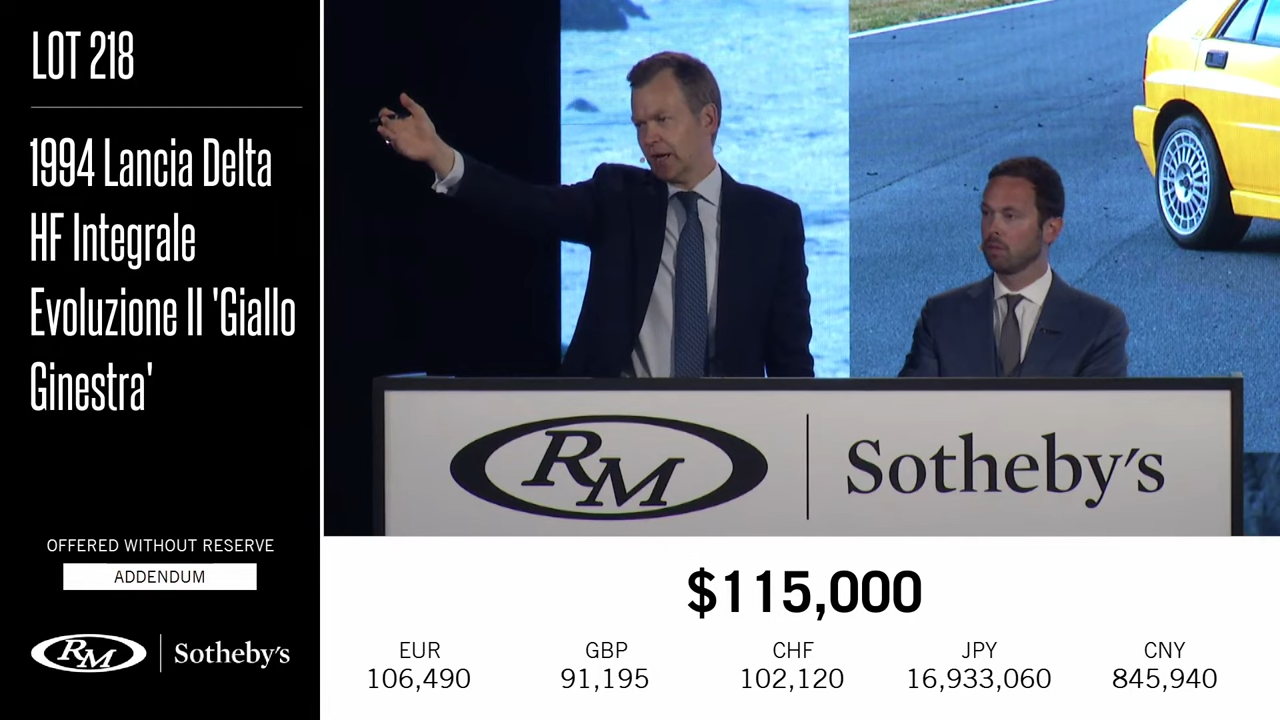 LOT 218
1994 Lancia Delta
HF Integrale
Evoluzione II 'Giallo
Ginestra'
OFFERED WITHOUT RESERVE
ADDENDUM
RM | Sotheby's
RM | Sotheby's
$115,000
EUR GBP CHF JPY CNY
106,490 91,195 102,120 16,933,060 845,940